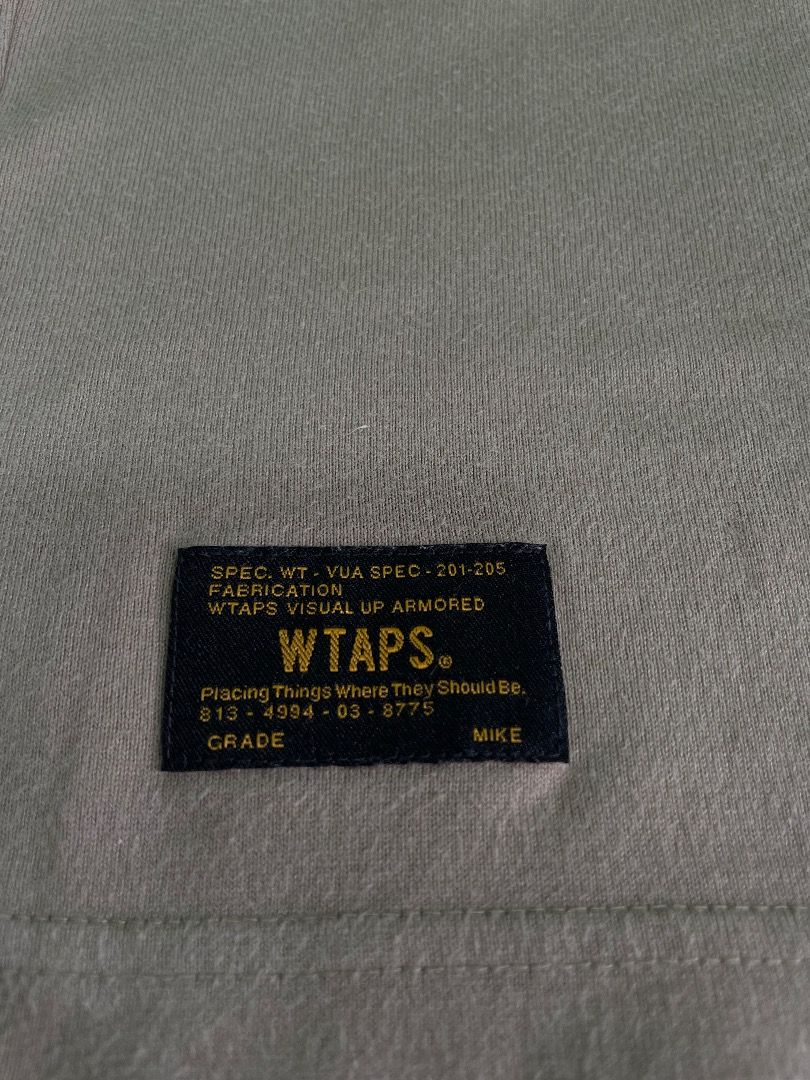 SPEC. WT - VUA SPEC - 201-205
FABRICATION
WTAPS VISUAL UP ARMORED
WTAPS®
Placing Things Where They Should Be.
813 - 4994 - 03 - 8775
GRADE MIKE